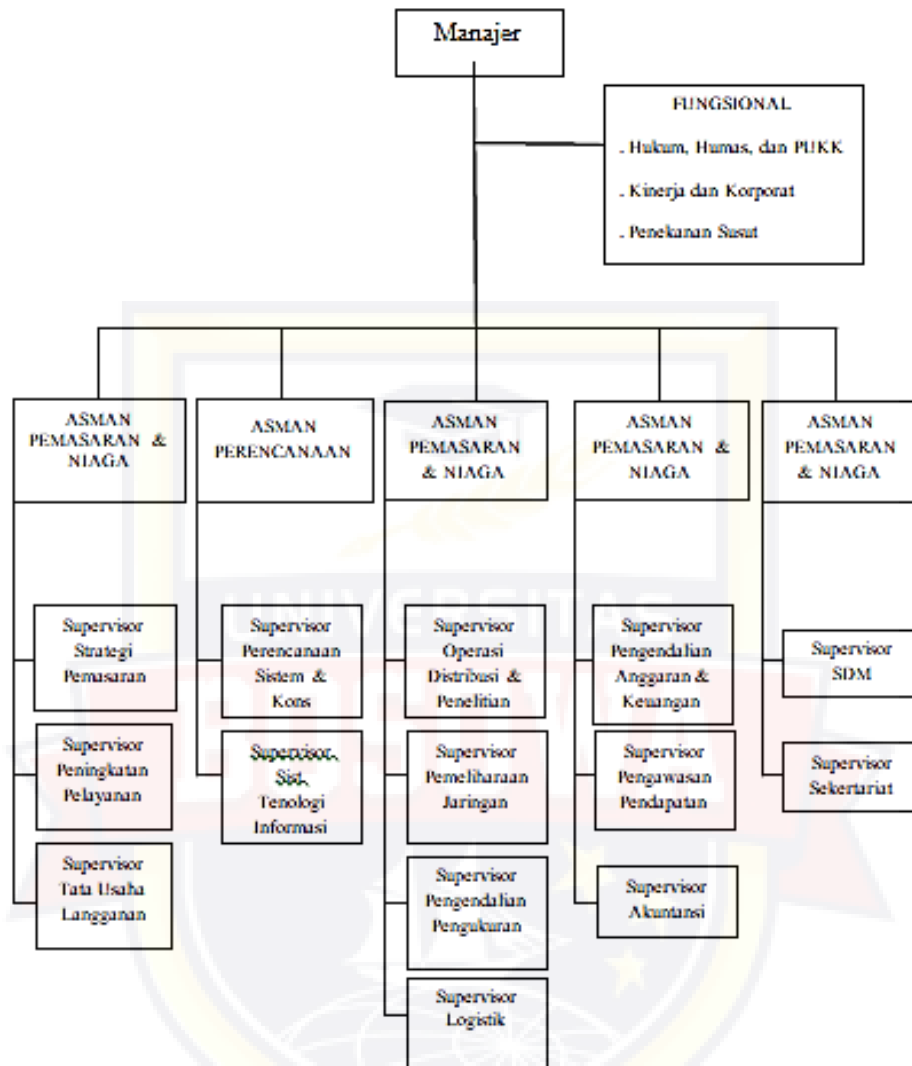 Manajer
FUNGSIONAL
. Hukum, Humas, dan PUKK
. Kinerja dan Korporat
. Penekanan Susut
ASMAN
PEMASARAN &
NIAGA
ASMAN
PERENCANAAN
ASMAN
PEMASARAN
& NIAGA
ASMAN
PEMASARAN &
NIAGA
ASMAN
PEMASARAN
& NIAGA
Supervisor
Strategi
Pemasaran
Supervisor
Peningkatan
Pelayanan
Supervisor
Tata Usaha
Langganan
Supervisor
Perencanaan
Sistem &
Kons
Supervisor
Sist.
Tenologi
Informasi
Supervisor
Operasi
Distribusi &
Penelitian
Supervisor
Pemeliharaan
Jaringan
Supervisor
Pengendalian
Pengukuran
Supervisor
Logistik
Supervisor
Pengendalian
Anggaran &
Keuangan
Supervisor
Pengawasan
Pendapatan
Supervisor
Akuntansi
Supervisor
SDM
Supervisor
Sekertariat
UNIVERSITAS
BOSOWA